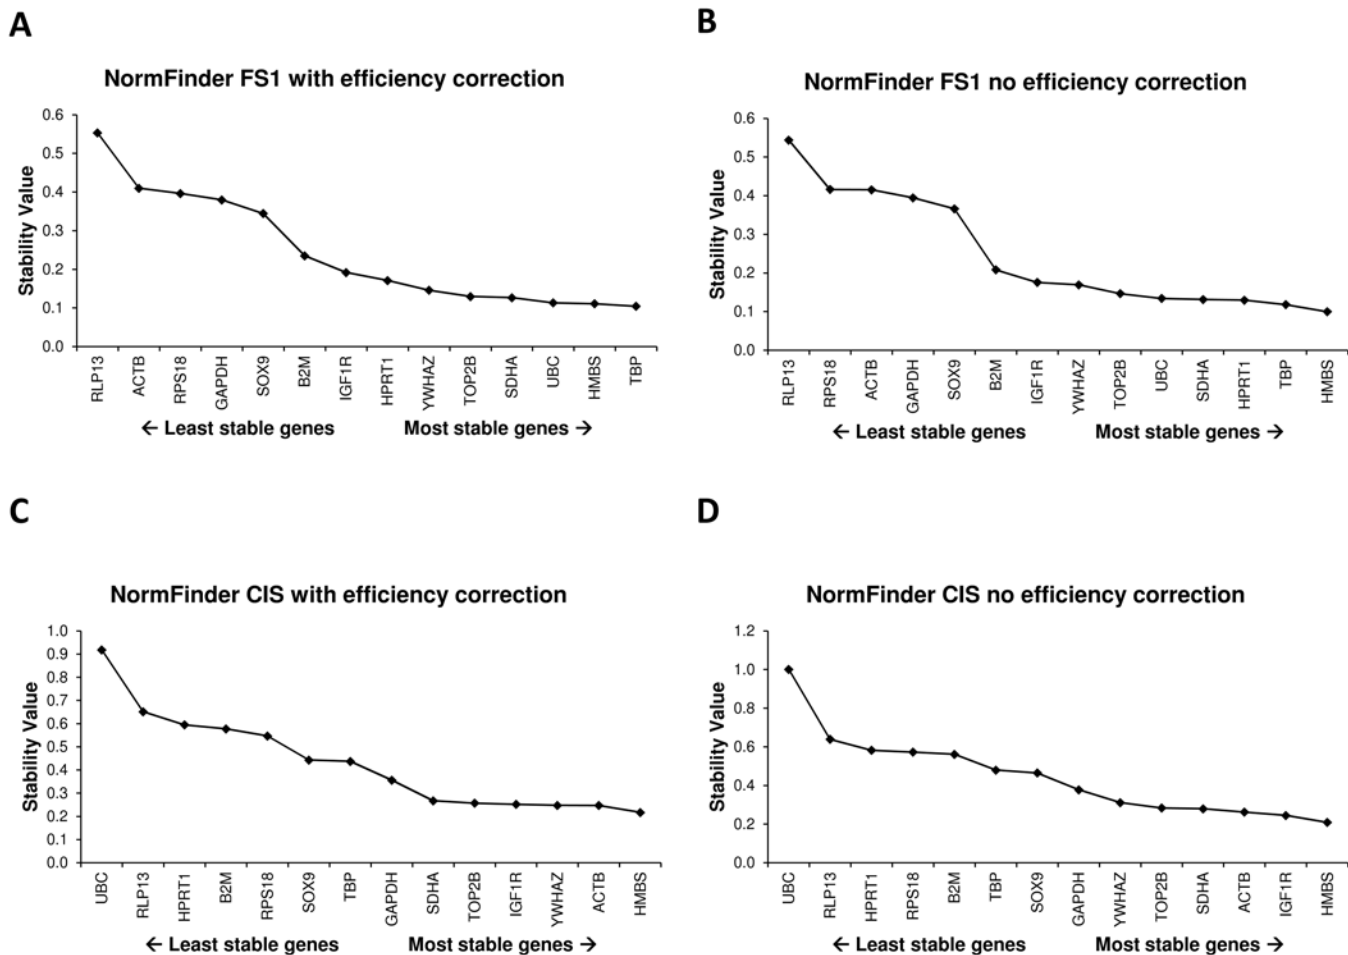 A
NormFinder FS1 with efficiency correction
Stability Value
0.6
0.5
0.4
0.3
0.2
0.1
0.0
RLP13
ACTB
RPS18
GAPDH
SOX9
B2M
IGF1R
HPRT1
YWHAZ
TOP2B
SDHA
UBC
HMBS
TBP
← Least stable genes
Most stable genes →
B
NormFinder FS1 no efficiency correction
Stability Value
0.6
0.5
0.4
0.3
0.2
0.1
0.0
RLP13
RPS18
ACTB
GAPDH
SOX9
B2M
IGF1R
YWHAZ
TOP2B
UBC
SDHA
HPRT1
TBP
HMBS
← Least stable genes
Most stable genes →
C
NormFinder CIS with efficiency correction
Stability Value
1.0
0.9
0.8
0.7
0.6
0.5
0.4
0.3
0.2
0.1
0.0
UBC
RLP13
HPRT1
B2M
RPS18
SOX9
TBP
GAPDH
SDHA
TOP2B
IGF1R
YWHAZ
ACTB
HMBS
← Least stable genes
Most stable genes →
D
NormFinder CIS no efficiency correction
Stability Value
1.2
1.0
0.8
0.6
0.4
0.2
0.0
UBC
RLP13
HPRT1
RPS18
B2M
TBP
SOX9
GAPDH
YWHAZ
TOP2B
SDHA
ACTB
IGF1R
HMBS
← Least stable genes
Most stable genes →